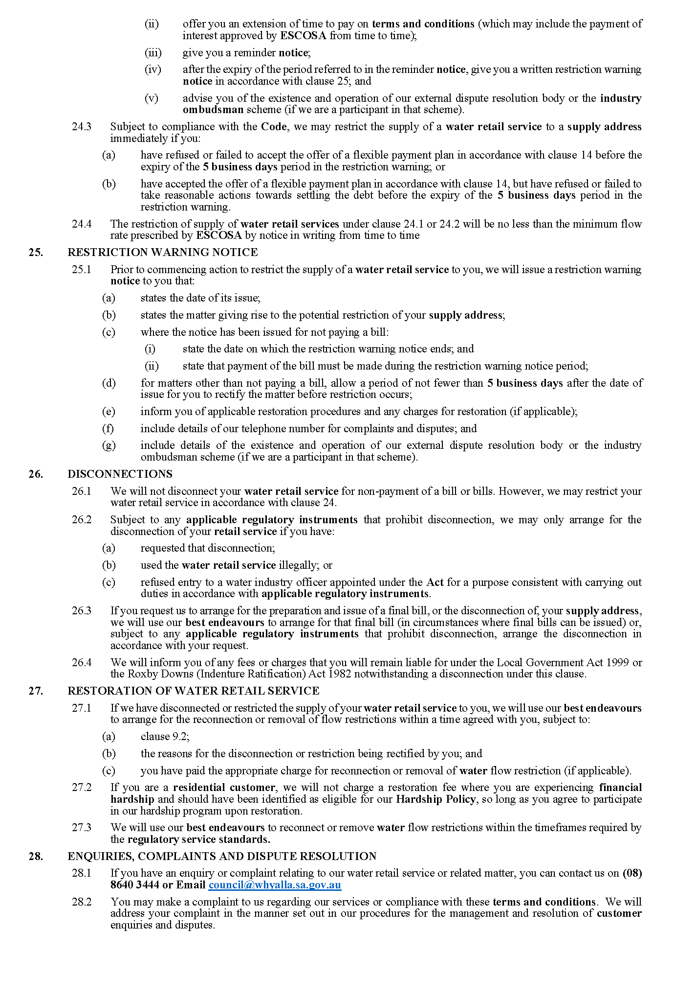 (ii) offer you an extension of time to pay on terms and conditions (which may include the payment of
interest approved by ESCOSA from time to time);
(iii) give you a reminder notice;
(iv) after the expiry of the period referred to in the reminder notice, give you a written restriction warning
notice in accordance with clause 25; and
(v) advise you of the existence and operation of our external dispute resolution body or the industry
ombudsman scheme (if we are a participant in that scheme).
24.3 Subject to compliance with the Code, we may restrict the supply of a water retail service to a supply address
immediately if you:
(a) have refused or failed to accept the offer of a flexible payment plan in accordance with clause 14 before the
expiry of the 5 business days period in the restriction warning; or
(b) have accepted the offer of a flexible payment plan in accordance with clause 14, but have refused or failed to
take reasonable actions towards settling the debt before the expiry of the 5 business days period in the
restriction warning.
24.4 The restriction of supply of water retail services under clause 24.1 or 24.2 will be no less than the minimum flow
rate prescribed by ESCOSA by notice in writing from time to time
25. RESTRICTION WARNING NOTICE
25.1 Prior to commencing action to restrict the supply of a water retail service to you, we will issue a restriction warning
notice to you that:
(a) states the date of its issue;
(b) states the matter giving rise to the potential restriction of your supply address;
(c) where the notice has been issued for not paying a bill:
(i) state the date on which the restriction warning notice ends; and
(ii) state that payment of the bill must be made during the restriction warning notice period;
(d) for matters other than not paying a bill, allow a period of not fewer than 5 business days after the date of
issue for you to rectify the matter before restriction occurs;
(e) inform you of applicable restoration procedures and any charges for restoration (if applicable);
(f) include details of our telephone number for complaints and disputes; and
(g) include details of the existence and operation of our external dispute resolution body or the industry
ombudsman scheme (if we are a participant in that scheme).
26. DISCONNECTIONS
26.1 We will not disconnect your water retail service for non-payment of a bill or bills. However, we may restrict your
water retail service in accordance with clause 24.
26.2 Subject to any applicable regulatory instruments that prohibit disconnection, we may only arrange for the
disconnection of your retail service if you have:
(a) requested that disconnection;
(b) used the water retail service illegally; or
(c) refused entry to a water industry officer appointed under the Act for a purpose consistent with carrying out
duties in accordance with applicable regulatory instruments.
26.3 If you request us to arrange for the preparation and issue of a final bill, or the disconnection of, your supply address,
we will use our best endeavours to arrange for that final bill (in circumstances where final bills can be issued) or,
subject to any applicable regulatory instruments that prohibit disconnection, arrange the disconnection in
accordance with your request.
26.4 We will inform you of any fees or charges that you will remain liable for under the Local Government Act 1999 or
the Roxby Downs (Indenture Ratification) Act 1982 notwithstanding a disconnection under this clause.
27. RESTORATION OF WATER RETAIL SERVICE
27.1 If we have disconnected or restricted the supply of your water retail service to you, we will use our best endeavours
to arrange for the reconnection or removal of flow restrictions within a time agreed with you, subject to:
(a) clause 9.2;
(b) the reasons for the disconnection or restriction being rectified by you; and
(c) you have paid the appropriate charge for reconnection or removal of water flow restriction (if applicable).
27.2 If you are a residential customer, we will not charge a restoration fee where you are experiencing financial
hardship and should have been identified as eligible for our Hardship Policy, so long as you agree to participate
in our hardship program upon restoration.
27.3 We will use our best endeavours to reconnect or remove water flow restrictions within the timeframes required by
the regulatory service standards.
28. ENQUIRIES, COMPLAINTS AND DISPUTE RESOLUTION
28.1 If you have an enquiry or complaint relating to our water retail service or related matter, you can contact us on (08)
8640 3444 or Email council@whyalla.sa.gov.au
28.2 You may make a complaint to us regarding our services or compliance with these terms and conditions. We will
address your complaint in the manner set out in our procedures for the management and resolution of customer
enquiries and disputes.